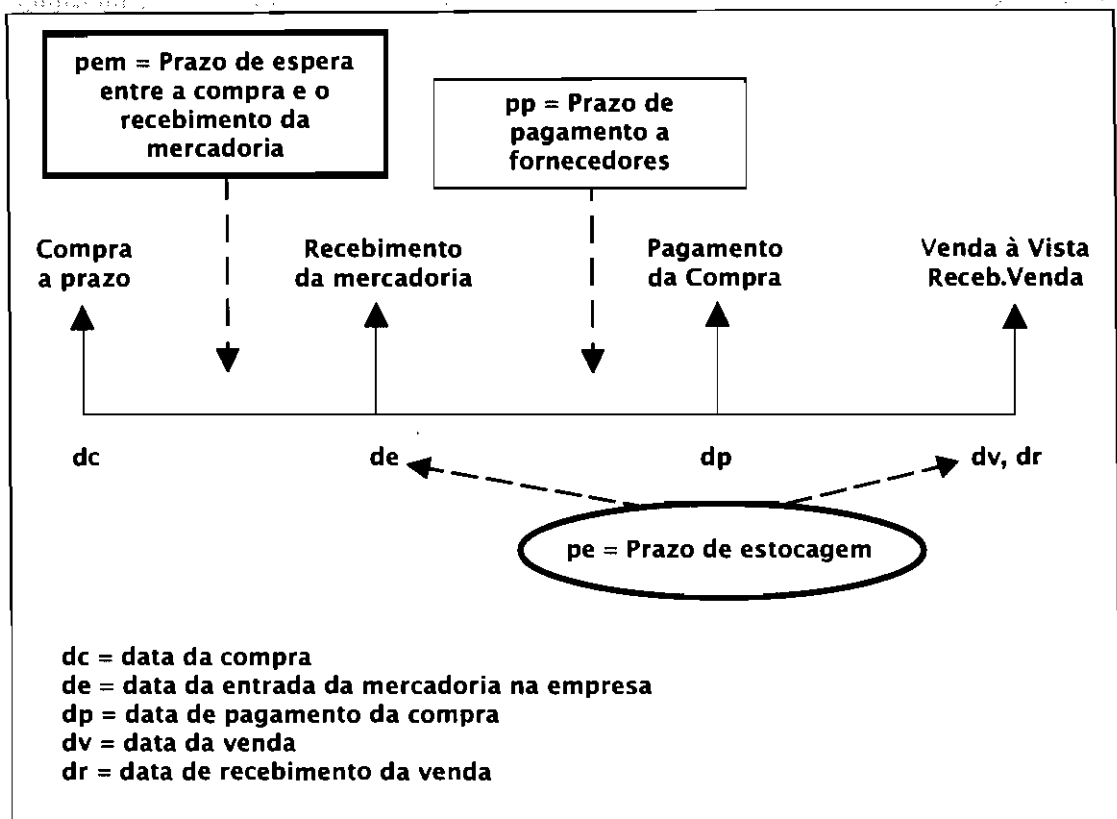 pem = Prazo de espera
entre a compra e o
recebimento da
mercadoria
pp = Prazo de
pagamento a
fornecedores
Compra
a prazo
Recebimento
da mercadoria
Pagamento
da Compra
Venda à Vista
Receb.Venda
dc
de
dp
dv, dr
pe = Prazo de estocagem
dc = data da compra
de = data da entrada da mercadoria na empresa
dp = data de pagamento da compra
dv = data da venda
dr = data de recebimento da venda